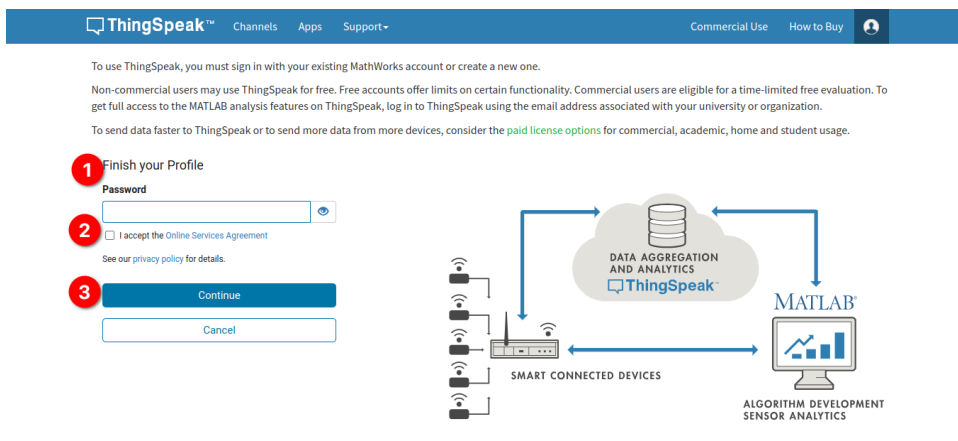 ThingSpeak™ Channels Apps Support Commercial Use How to Buy
To use ThingSpeak, you must sign in with your existing MathWorks account or create a new one.
Non-commercial users may use ThingSpeak for free. Free accounts offer limits on certain functionality. Commercial users are eligible for a time-limited free evaluation. To
get full access to the MATLAB analysis features on ThingSpeak, log in to ThingSpeak using the email address associated with your university or organization.
To send data faster to ThingSpeak or to send more data from more devices, consider the paid license options for commercial, academic, home and student usage.
1 Finish your Profile
Password
2 I accept the Online Services Agreement
See our privacy policy for details.
3 Continue
Cancel
DATA AGGREGATION
AND ANALYTICS
ThingSpeak™
MATLAB®
SMART CONNECTED DEVICES
ALGORITHM DEVELOPMENT
SENSOR ANALYTICS